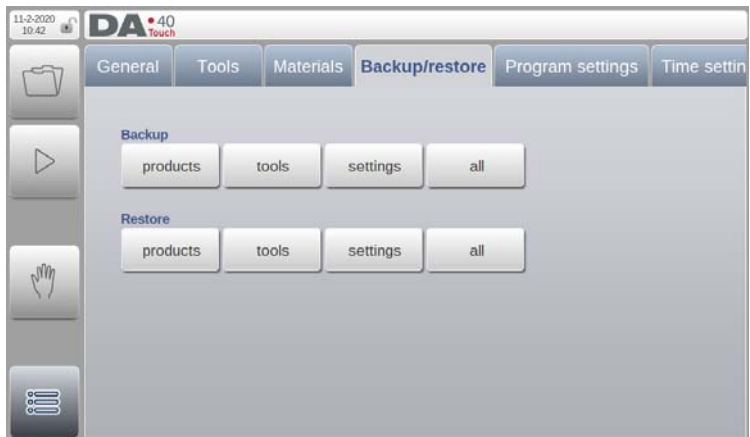 11-2-2020
10:42
DA 40
Touch
General Tools Materials Backup/restore Program settings Time settin
Backup
products tools settings all
Restore
products tools settings all